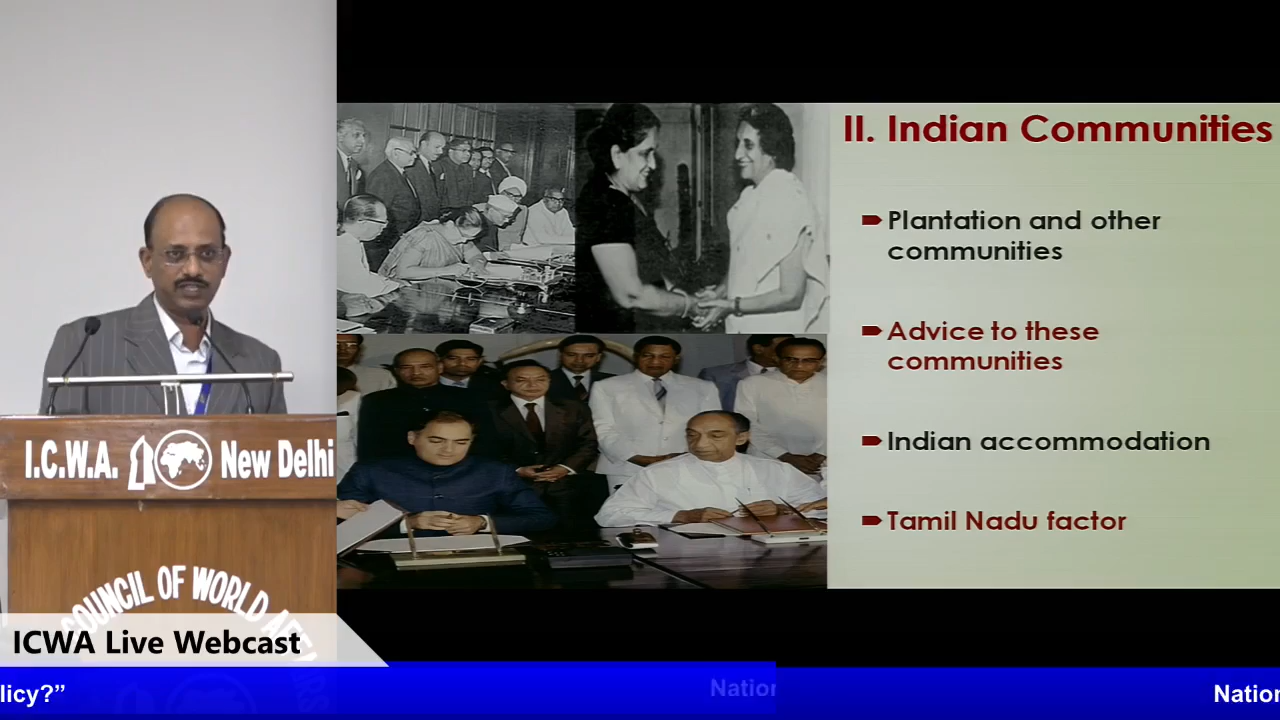 II. Indian Communities
Plantation and other
communities
Advice to these
communities
Indian accommodation
Tamil Nadu factor
I.C.W.A. New Delhi
COUNCIL OF WORLD AFFAIRS
ICWA Live Webcast
licy?” Nation Nation